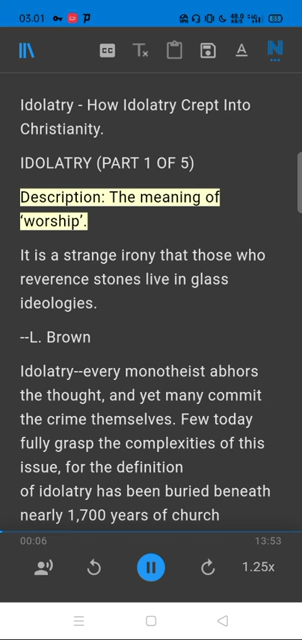 03.01
CC
Idolatry - How Idolatry Crept Into
Christianity.
IDOLATRY (PART 1 OF 5)
Description: The meaning of
‘worship’.
It is a strange irony that those who
reverence stones live in glass
ideologies.
--L. Brown
Idolatry--every monotheist abhors
the thought, and yet many commit
the crime themselves. Few today
fully grasp the complexities of this
issue, for the definition
of idolatry has been buried beneath
nearly 1,700 years of church
00:06
13:53
1.25x